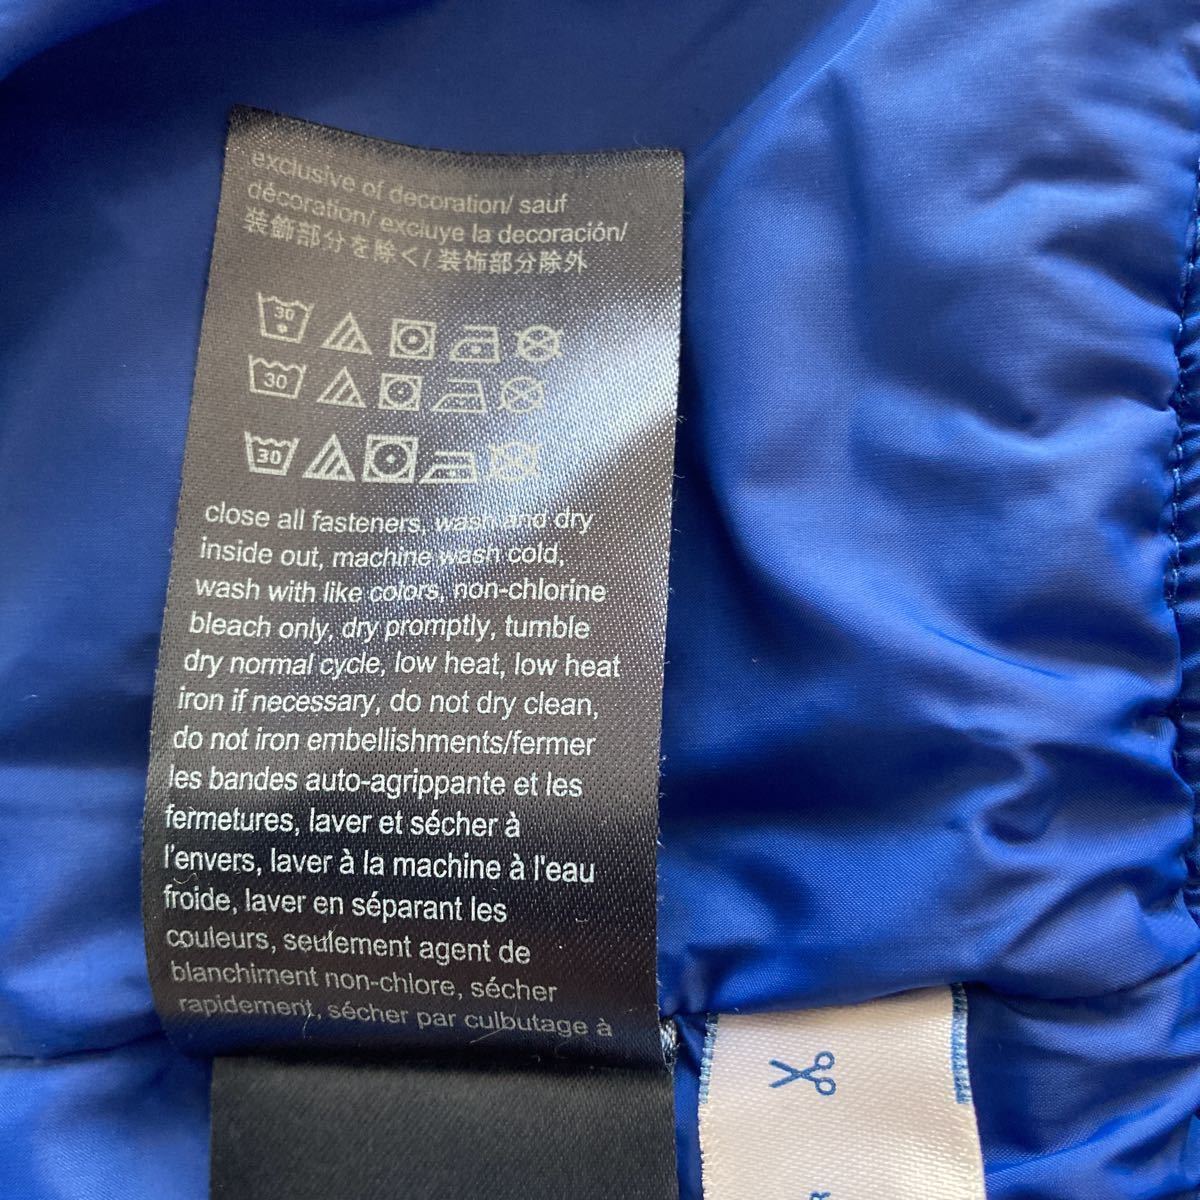 exclusive of decoration/ sauf
décoration/ excluye la decoración/
装飾部分を除く/ 装饰部分除外
30
30
30
close all fasteners, wash and dry
inside out, machine wash cold,
wash with like colors, non-chlorine
bleach only, dry promptly, tumble
dry normal cycle, low heat, low heat
iron if necessary, do not dry clean,
do not iron embellishments/fermer
les bandes auto-agrippante et les
fermetures, laver et sécher à
l'envers, laver à la machine à l'eau
froide, laver en séparant les
couleurs, seulement agent de
blanchiment non-chlore, sécher
rapidement, sécher par culbutage à
R